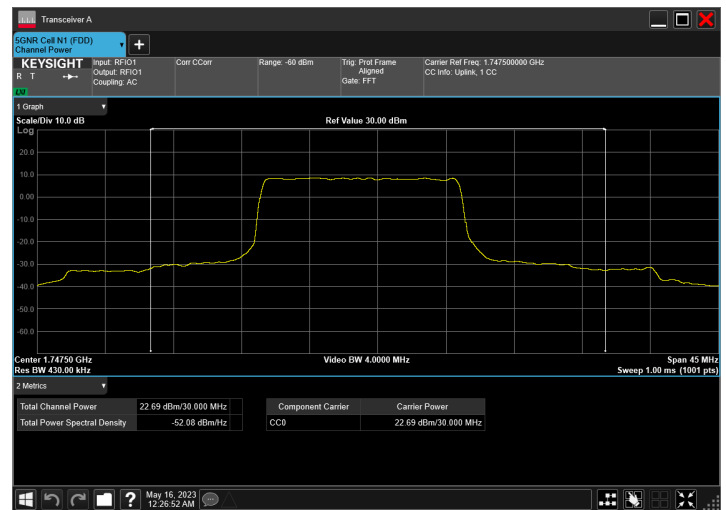 Transceiver A
5GNR Cell N1 (FDD)
Channel Power
KEYSIGHT
R T
LXI
Input: RFIO1
Output: RFIO1
Coupling: AC
Corr CCorr
Range: -60 dBm
Trig: Prot Frame
Aligned
Gate: FFT
Carrier Ref Freq: 1.747500000 GHz
CC Info: Uplink, 1 CC
1 Graph
Scale/Div 10.0 dB
Ref Value 30.00 dBm
Log
20.0
10.0
0.00
-10.0
-20.0
-30.0
-40.0
-50.0
-60.0
Center 1.74750 GHz
Video BW 4.0000 MHz
Span 45 MHz
Res BW 430.00 kHz
Sweep 1.00 ms (1001 pts)
2 Metrics
Total Channel Power 22.69 dBm/30.000 MHz
Total Power Spectral Density -52.08 dBm/Hz
Component Carrier Carrier Power
CC0 22.69 dBm/30.000 MHz
May 16, 2023
12:26:52 AM